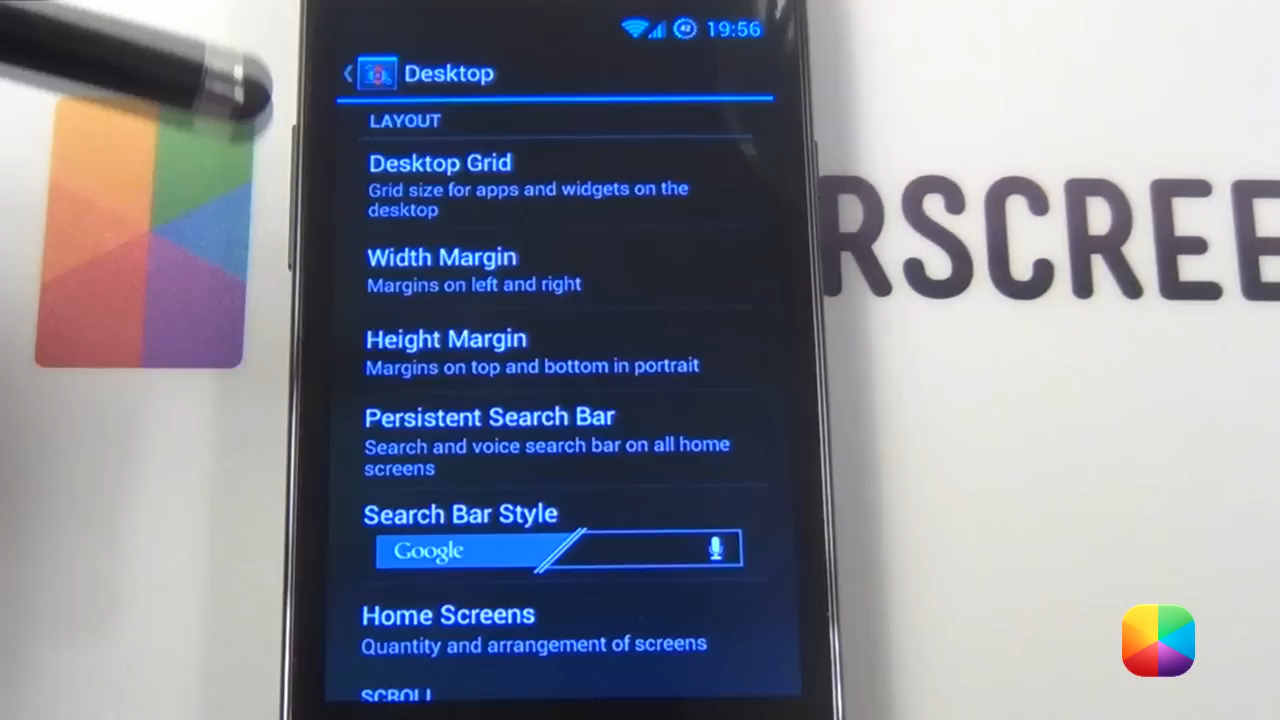 42 19:56
Desktop
LAYOUT
Desktop Grid
Grid size for apps and widgets on the
desktop
Width Margin
Margins on left and right
Height Margin
Margins on top and bottom in portrait
Persistent Search Bar
Search and voice search bar on all home
screens
Search Bar Style
Google
Home Screens
Quantity and arrangement of screens
SCROLL
RSCREE